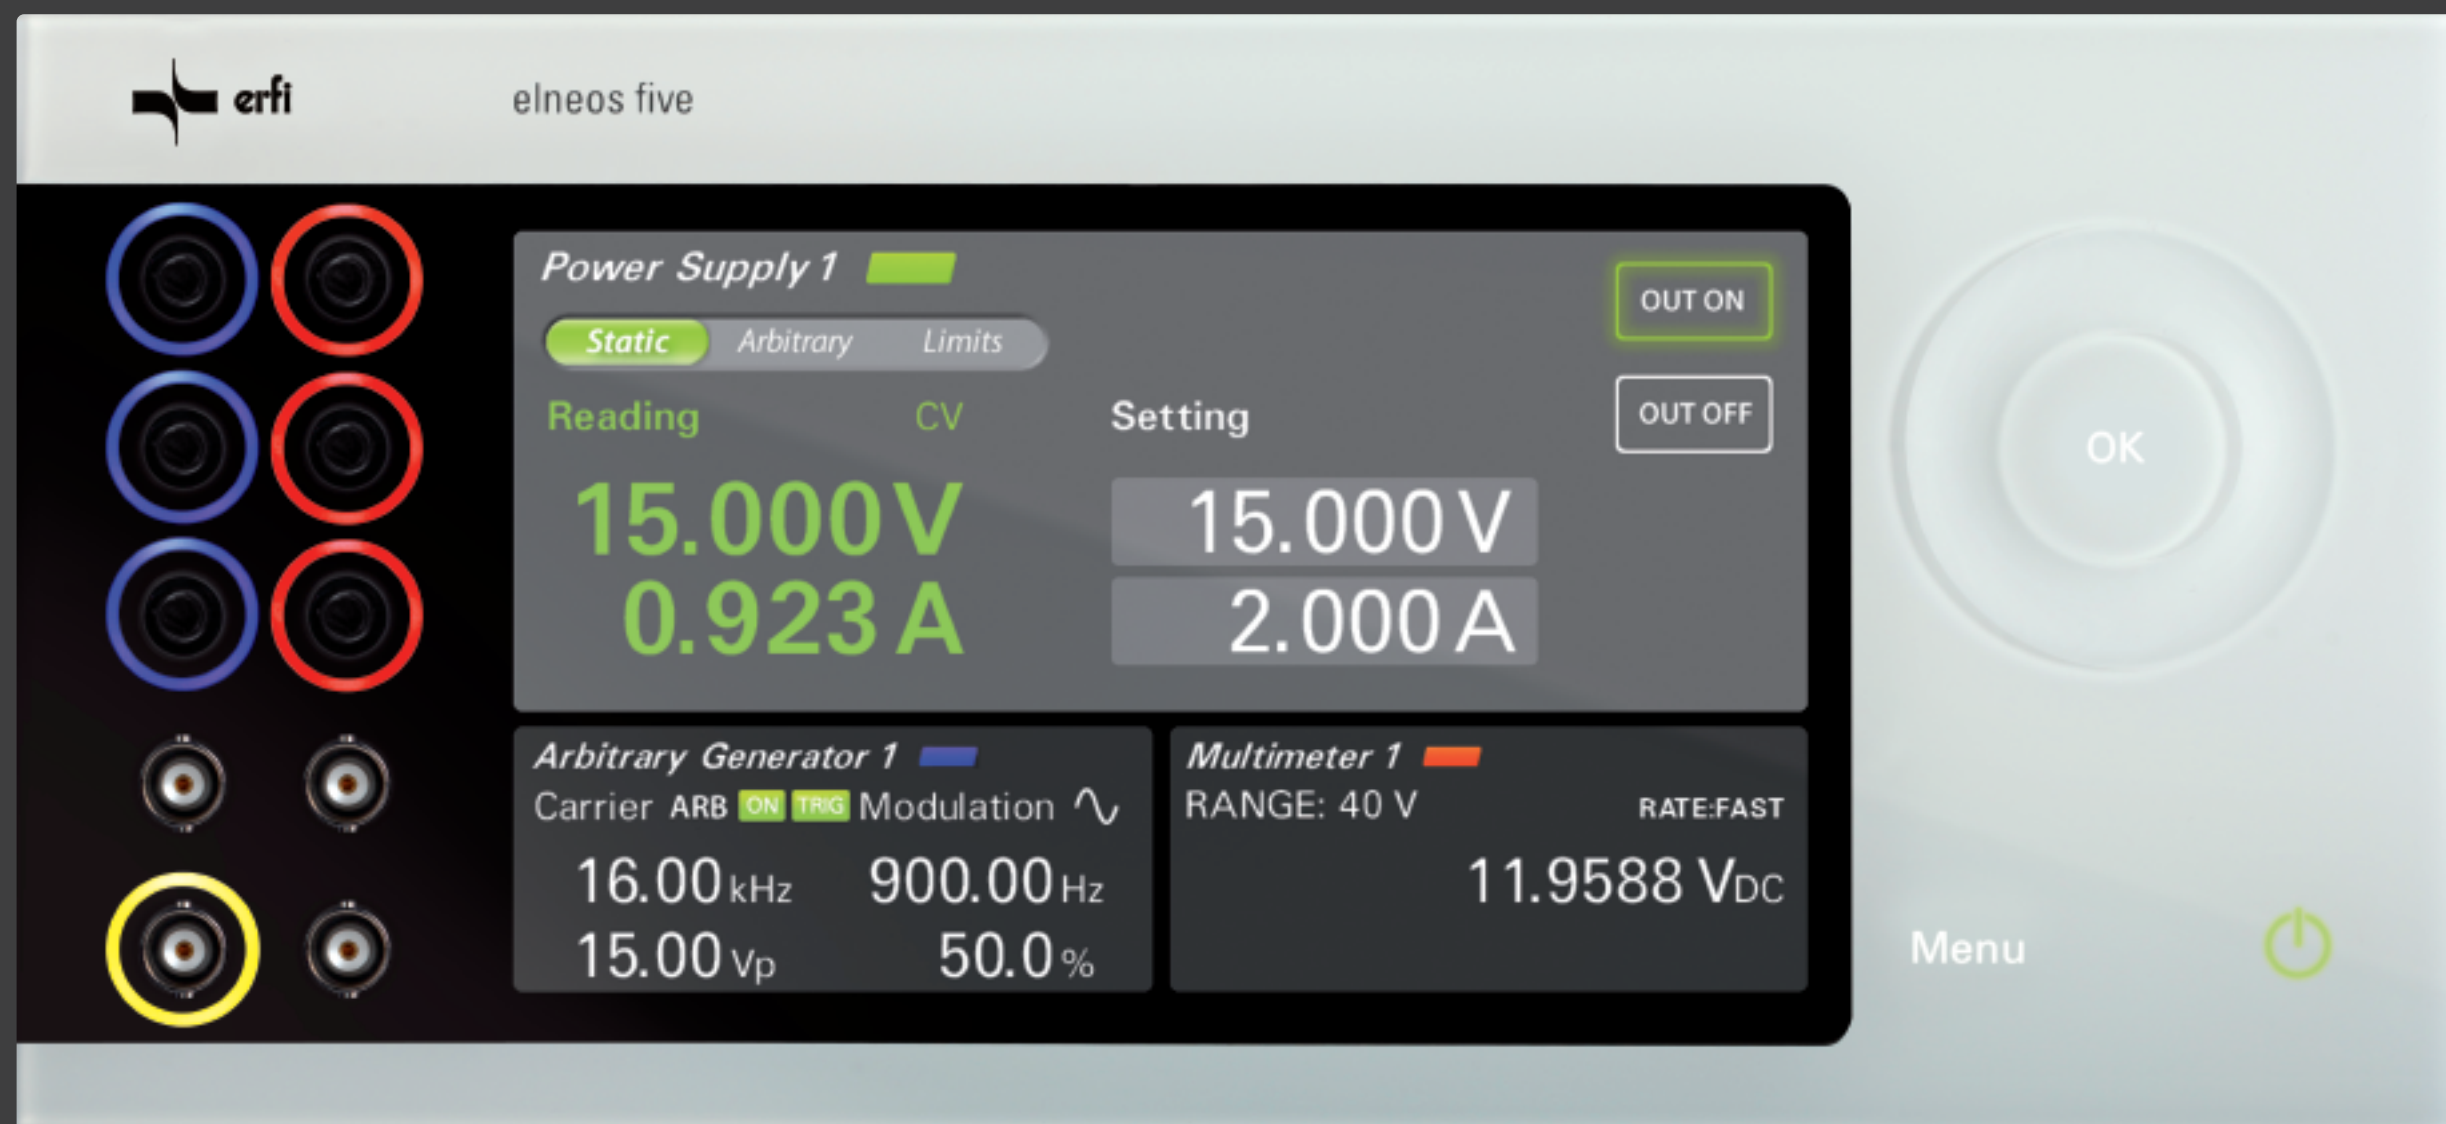 erfi
elneos five
Power Supply 1
OUT ON
Static Arbitrary Limits
Reading CV Setting
OUT OFF
15.000 V 15.000 V
0.923 A 2.000 A
OK
Arbitrary Generator 1
Carrier ARB ON TRIG Modulation
16.00 kHz 900.00 Hz
15.00 Vp 50.0 %
Multimeter 1
RANGE: 40 V RATE:FAST
11.9588 VDC
Menu